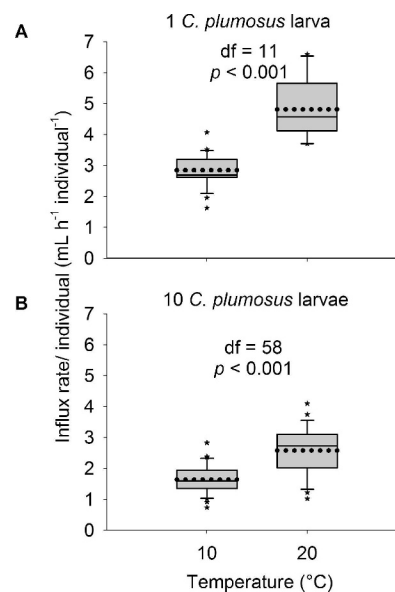 A
1 C. plumosus larva
df = 11
p < 0.001
7
6
5
4
3
2
1
0
B
10 C. plumosus larvae
df = 58
p < 0.001
7
6
5
4
3
2
1
0
Influx rate/ individual (mL h⁻¹ individual⁻¹)
10 20
Temperature (°C)